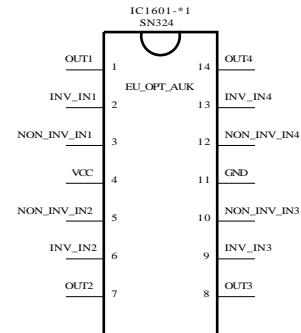 IC1601-*1
SN324
OUT1 1 14 OUT4
EU_OPT_AUK
INV_IN1 2 13 INV_IN4
NON_INV_IN1 3 12 NON_INV_IN4
VCC 4 11 GND
NON_INV_IN2 5 10 NON_INV_IN3
INV_IN2 6 9 INV_IN3
OUT2 7 8 OUT3